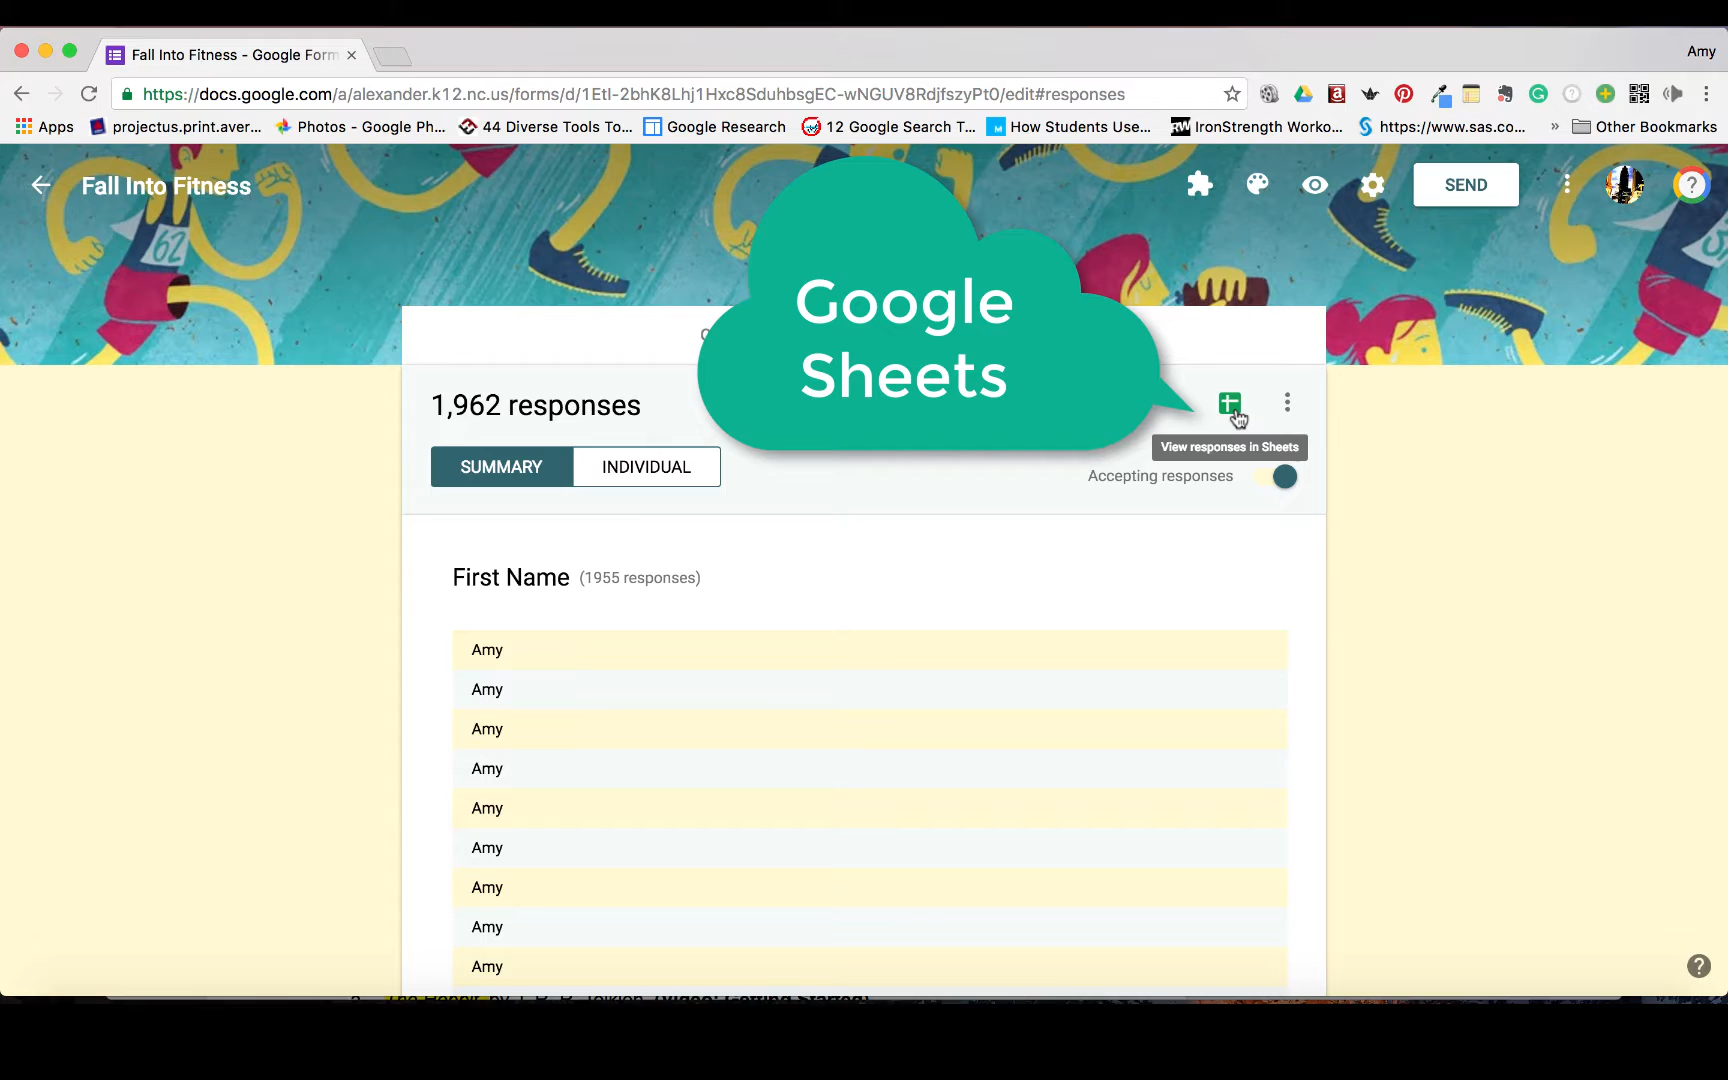 Fall Into Fitness - Google Form
Amy
https://docs.google.com/a/alexander.k12.nc.us/forms/d/1EtI-2bhK8Lhj1Hxc8SduhbsgEC-wNGUV8RdjfszyPt0/edit#responses
Apps projectus.print.aver... Photos - Google Ph... 44 Diverse Tools To... Google Research 12 Google Search T... How Students Use... RW IronStrength Worko... https://www.sas.co... » Other Bookmarks
Fall Into Fitness
SEND
62
Google
Sheets
1,962 responses
View responses in Sheets
SUMMARY INDIVIDUAL
Accepting responses
First Name (1955 responses)
Amy
Amy
Amy
Amy
Amy
Amy
Amy
Amy
Amy